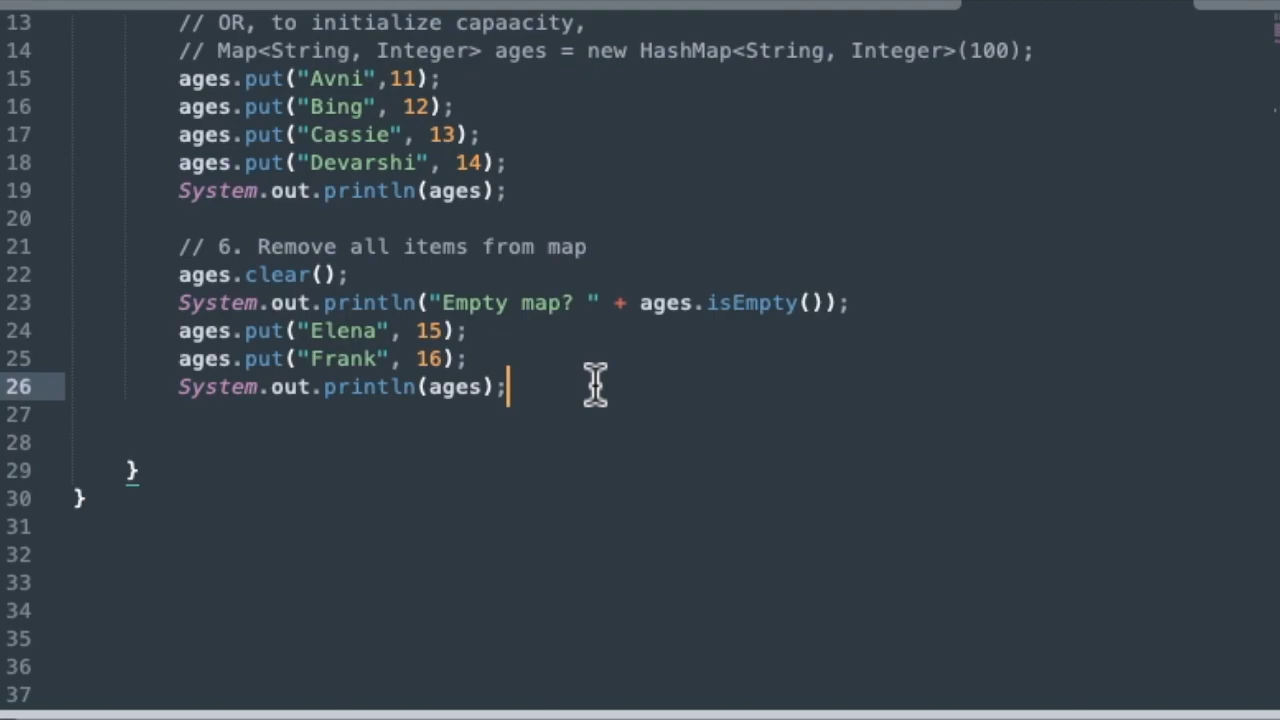 13 // OR, to initialize capaacity,
14 // Map<String, Integer> ages = new HashMap<String, Integer>(100);
15 ages.put("Avni",11);
16 ages.put("Bing", 12);
17 ages.put("Cassie", 13);
18 ages.put("Devarshi", 14);
19 System.out.println(ages);
20
21 // 6. Remove all items from map
22 ages.clear();
23 System.out.println("Empty map? " + ages.isEmpty());
24 ages.put("Elena", 15);
25 ages.put("Frank", 16);
26 System.out.println(ages);
27
28
29 }
30 }
31
32
33
34
35
36
37